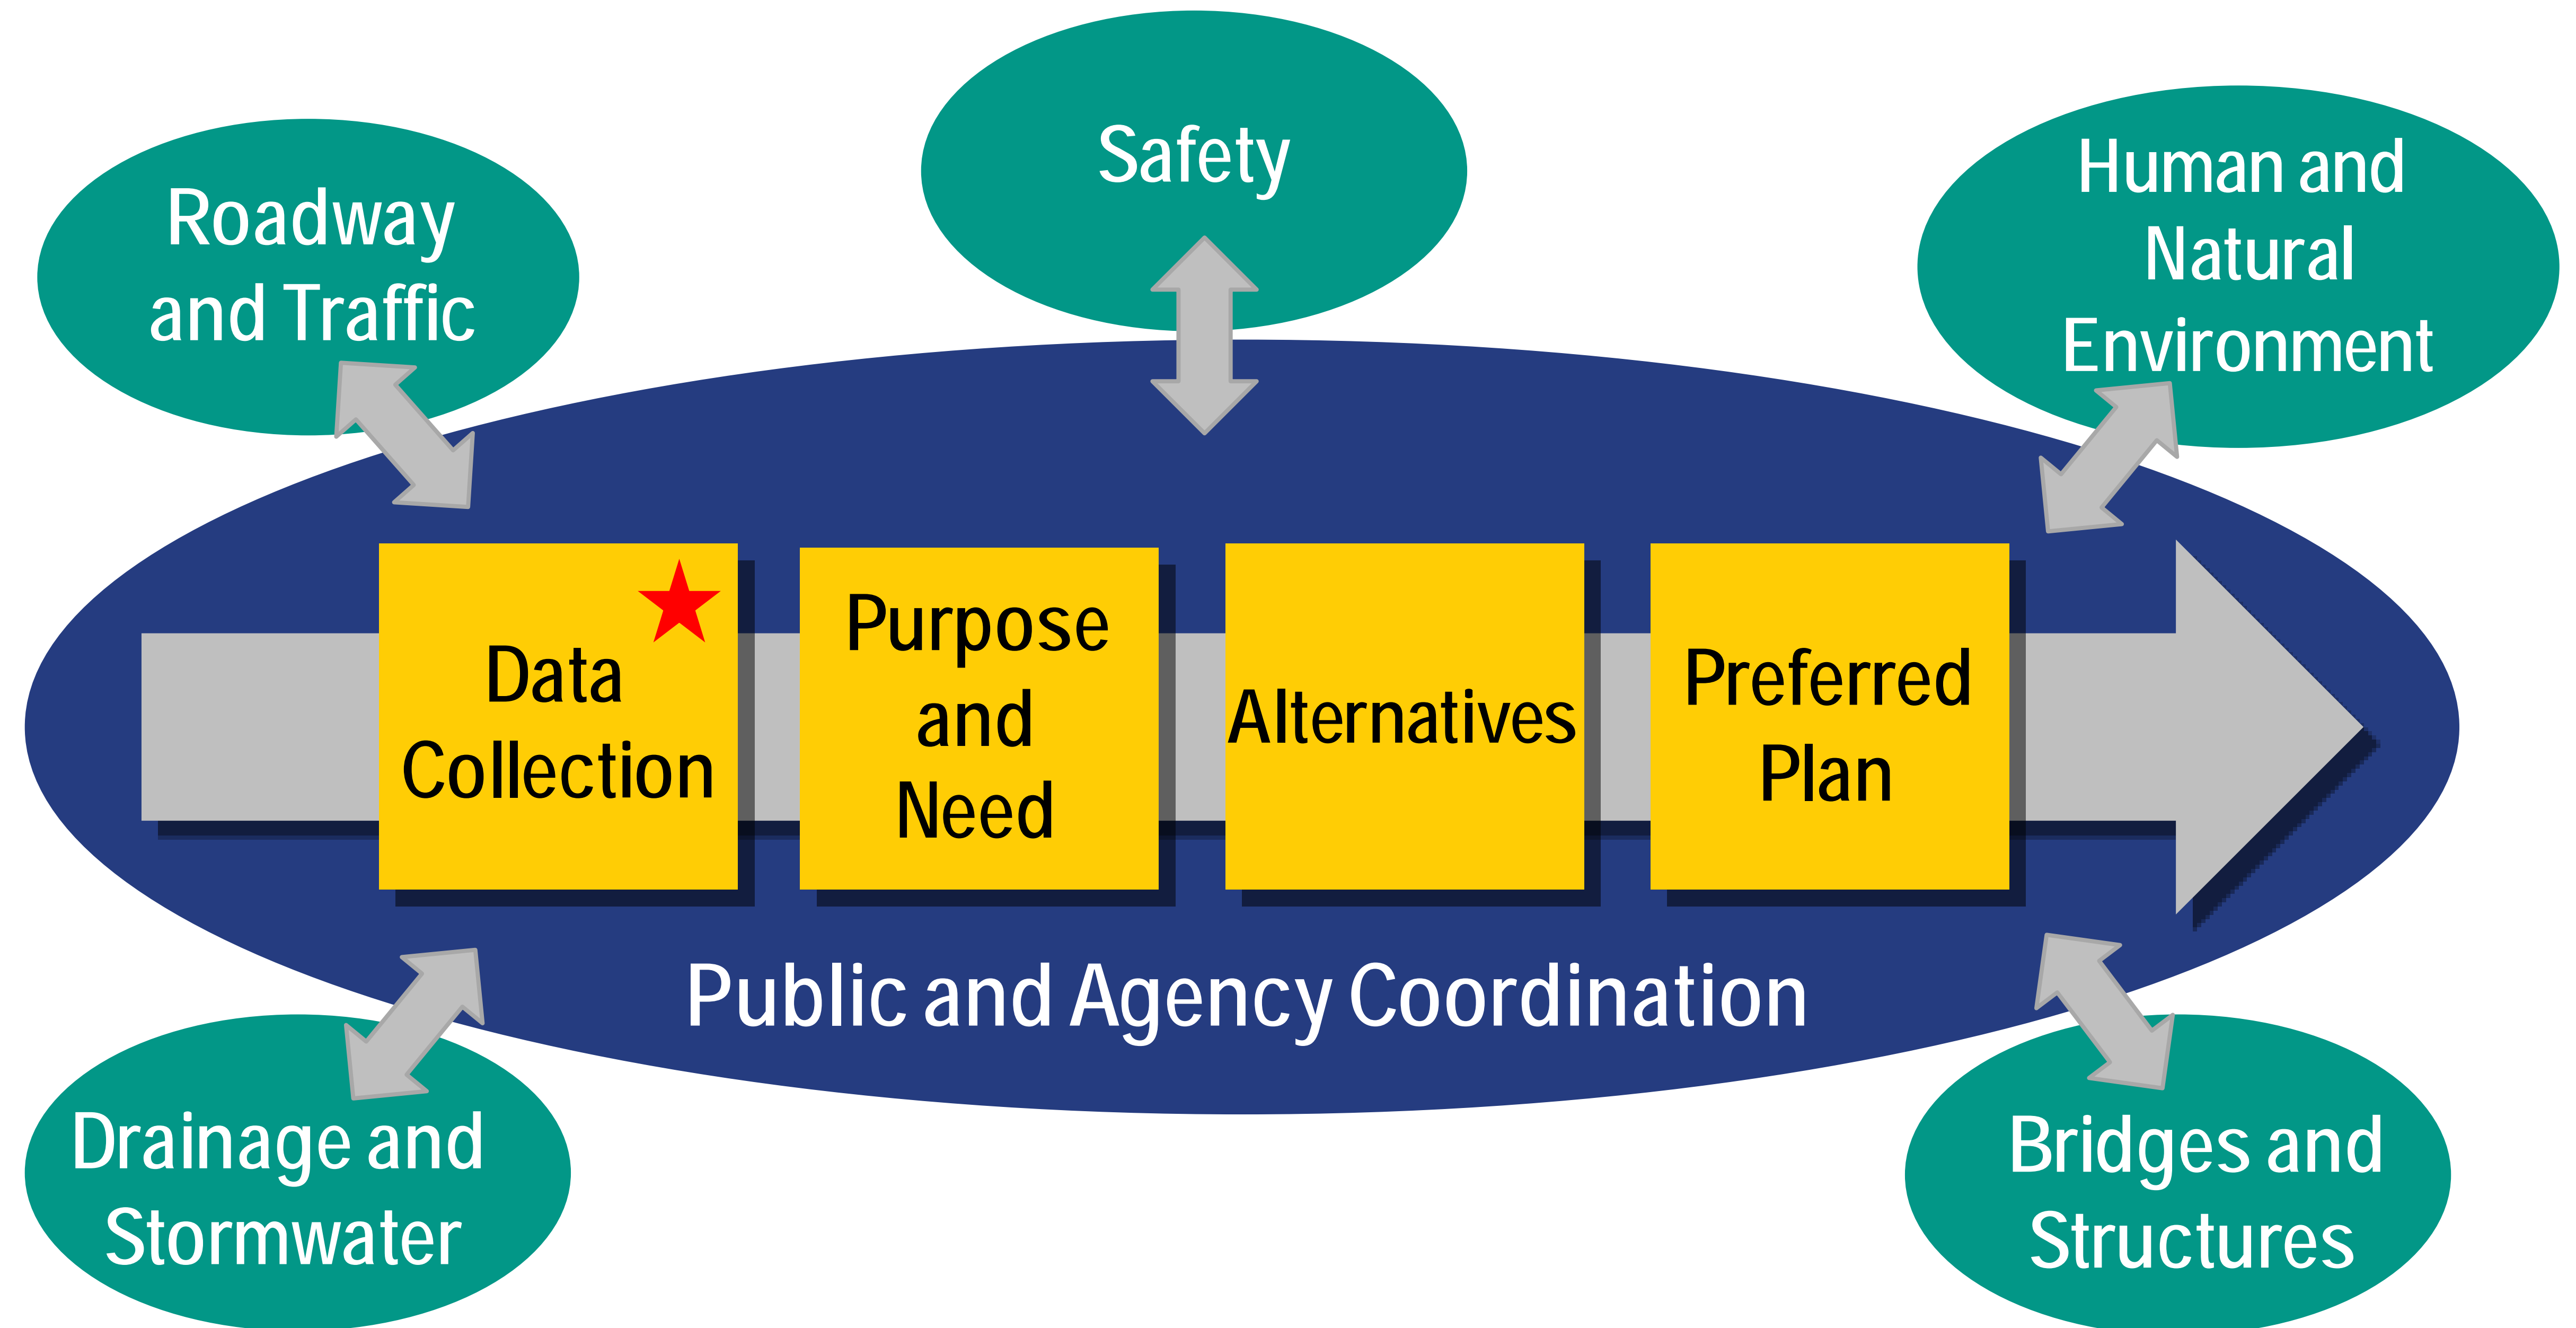 Safety
Roadway
and Traffic
Human and
Natural
Environment
Data
Collection
Purpose
and
Need
Alternatives
Preferred
Plan
Public and Agency Coordination
Drainage and
Stormwater
Bridges and
Structures